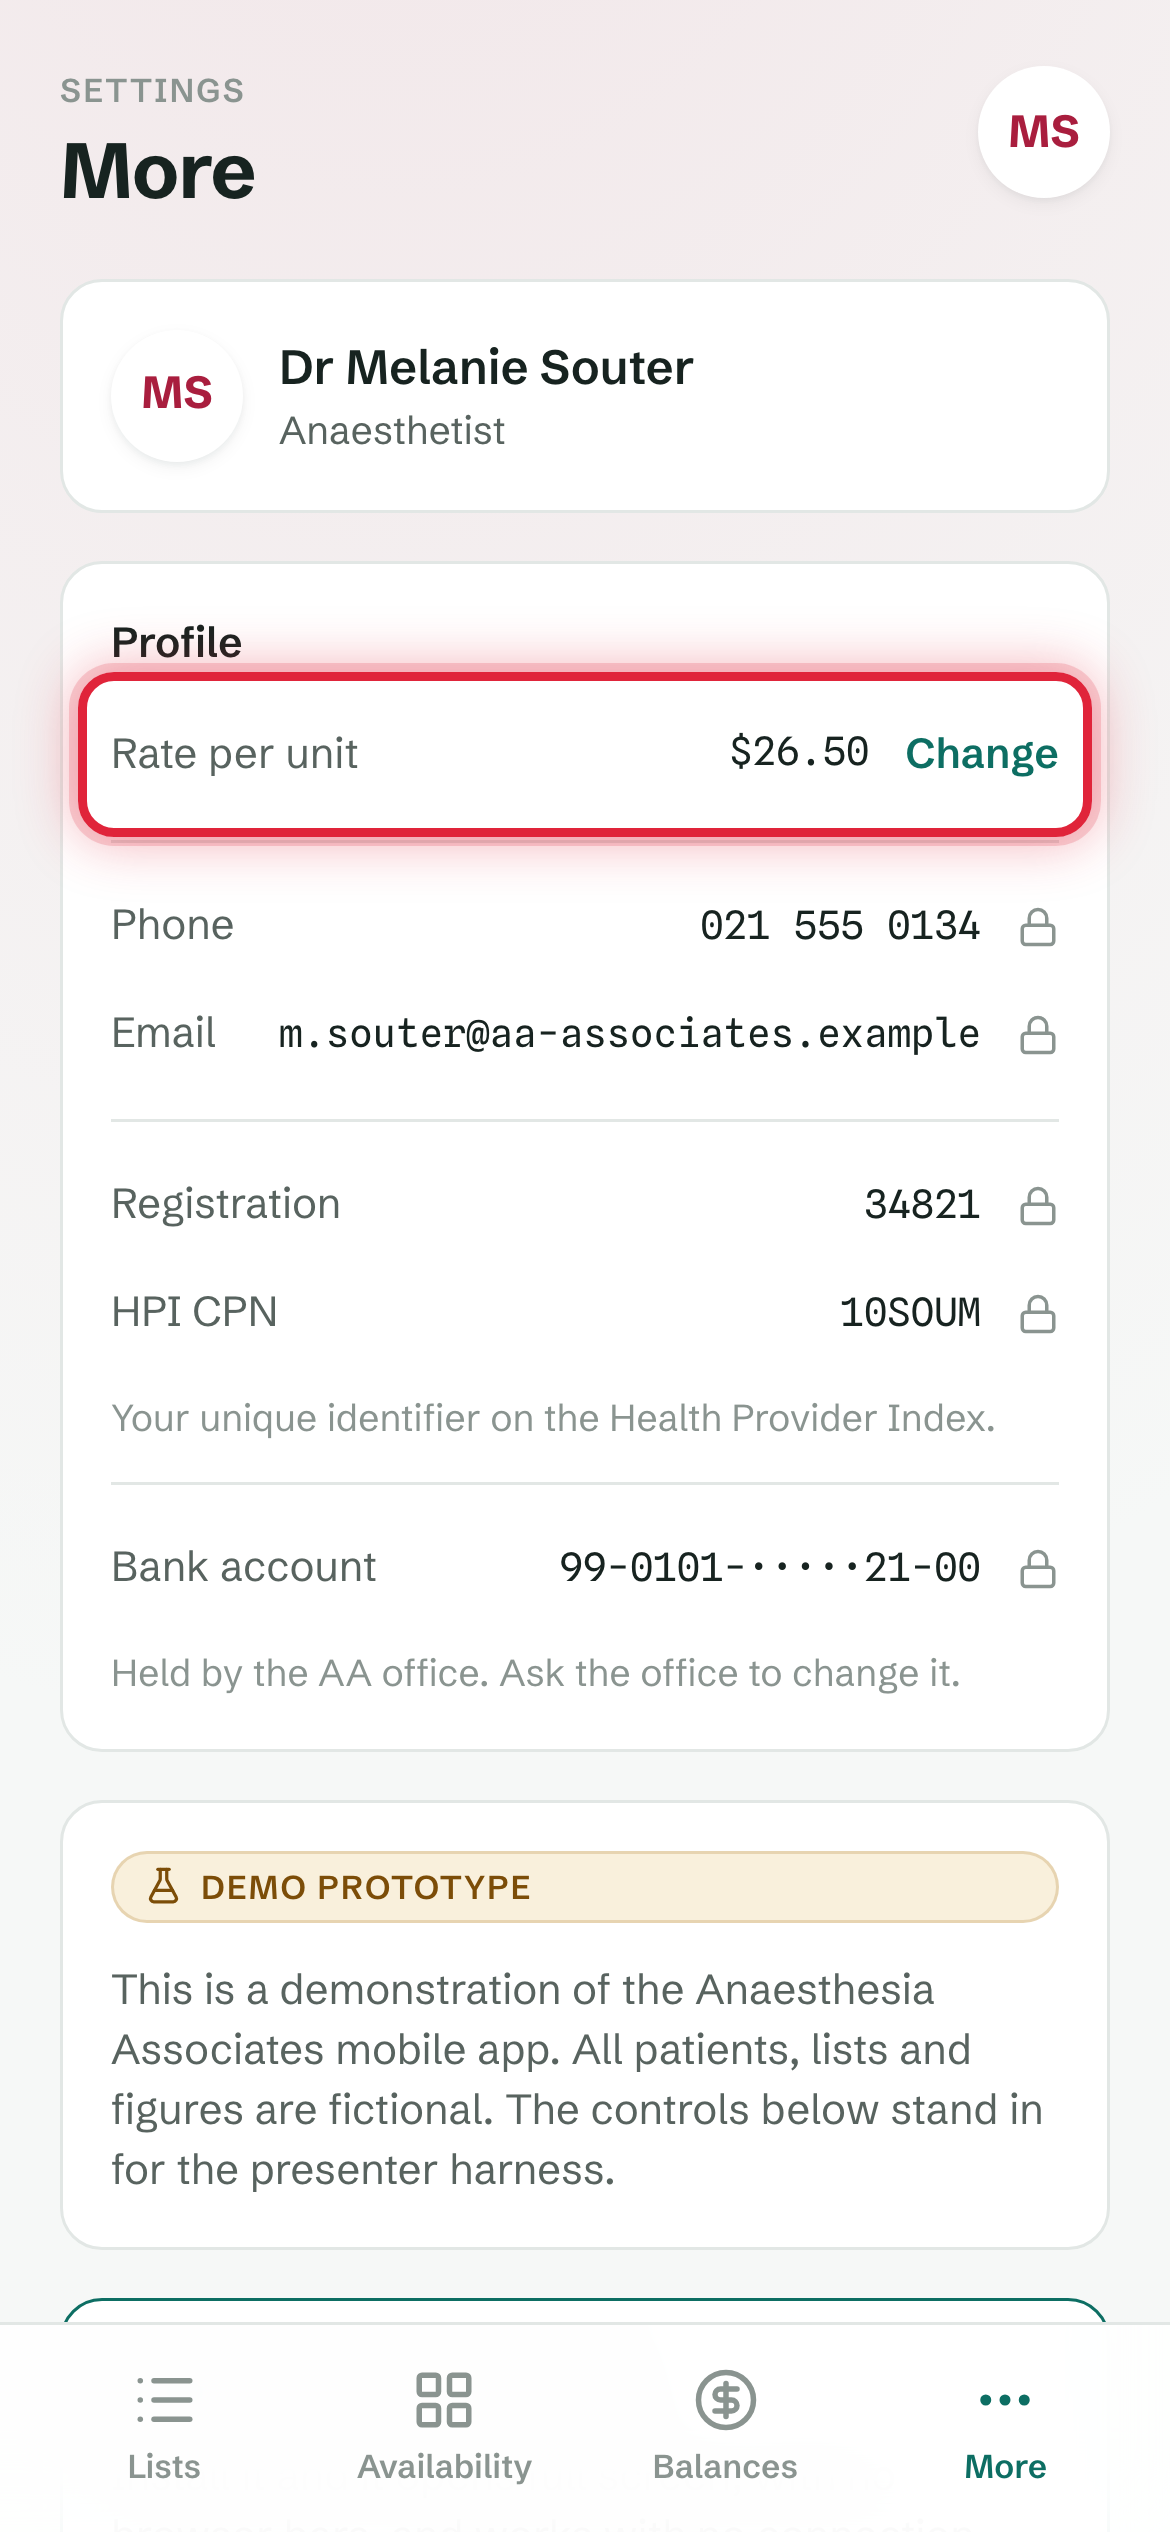 SETTINGS
More
MS
MS
Dr Melanie Souter
Anaesthetist
Profile
Rate per unit $26.50 Change
Phone 021 555 0134
Email m.souter@aa-associates.example
Registration 34821
HPI CPN 10SOUM
Your unique identifier on the Health Provider Index.
Bank account 99-0101-·····21-00
Held by the AA office. Ask the office to change it.
DEMO PROTOTYPE
This is a demonstration of the Anaesthesia
Associates mobile app. All patients, lists and
figures are fictional. The controls below stand in
for the presenter harness.
Lists Availability Balances More